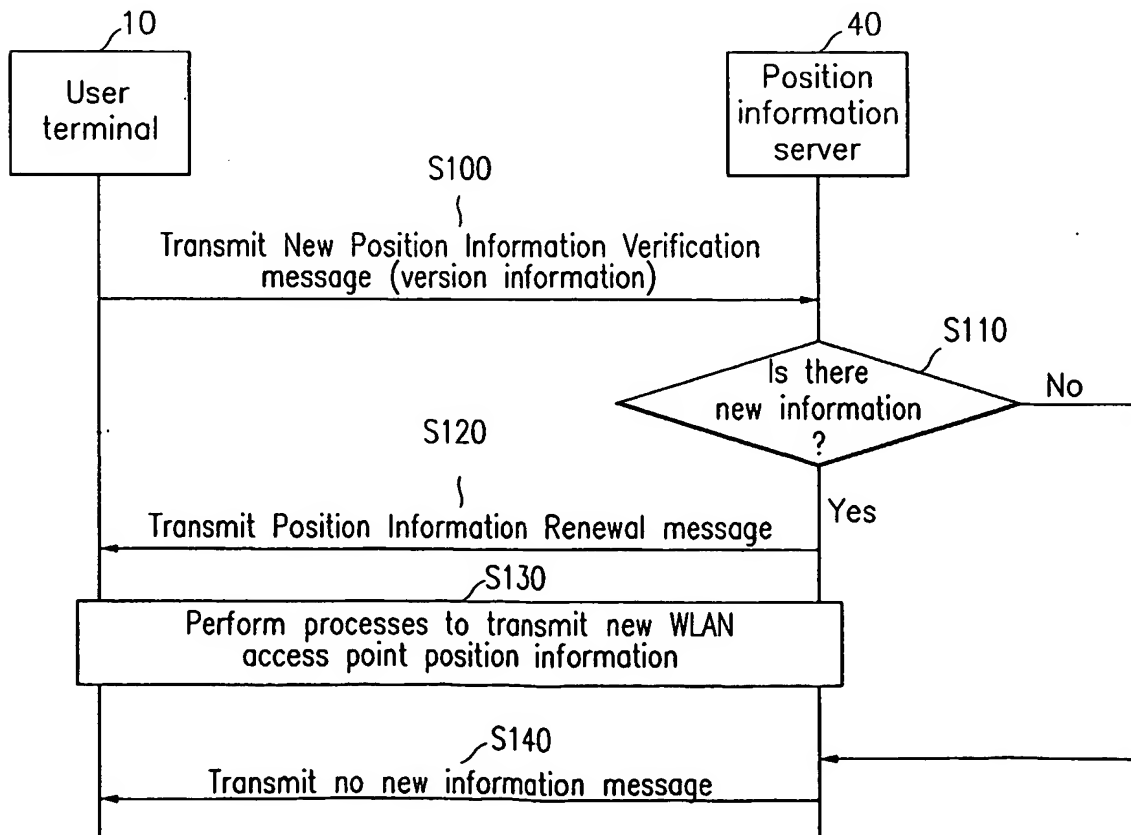 10
40
User
terminal
Position
information
server
S100
Transmit New Position Information Verification
message (version information)
S110
Is there
new information
?
No
Yes
S120
Transmit Position Information Renewal message
S130
Perform processes to transmit new WLAN
access point position information
S140
Transmit no new information message